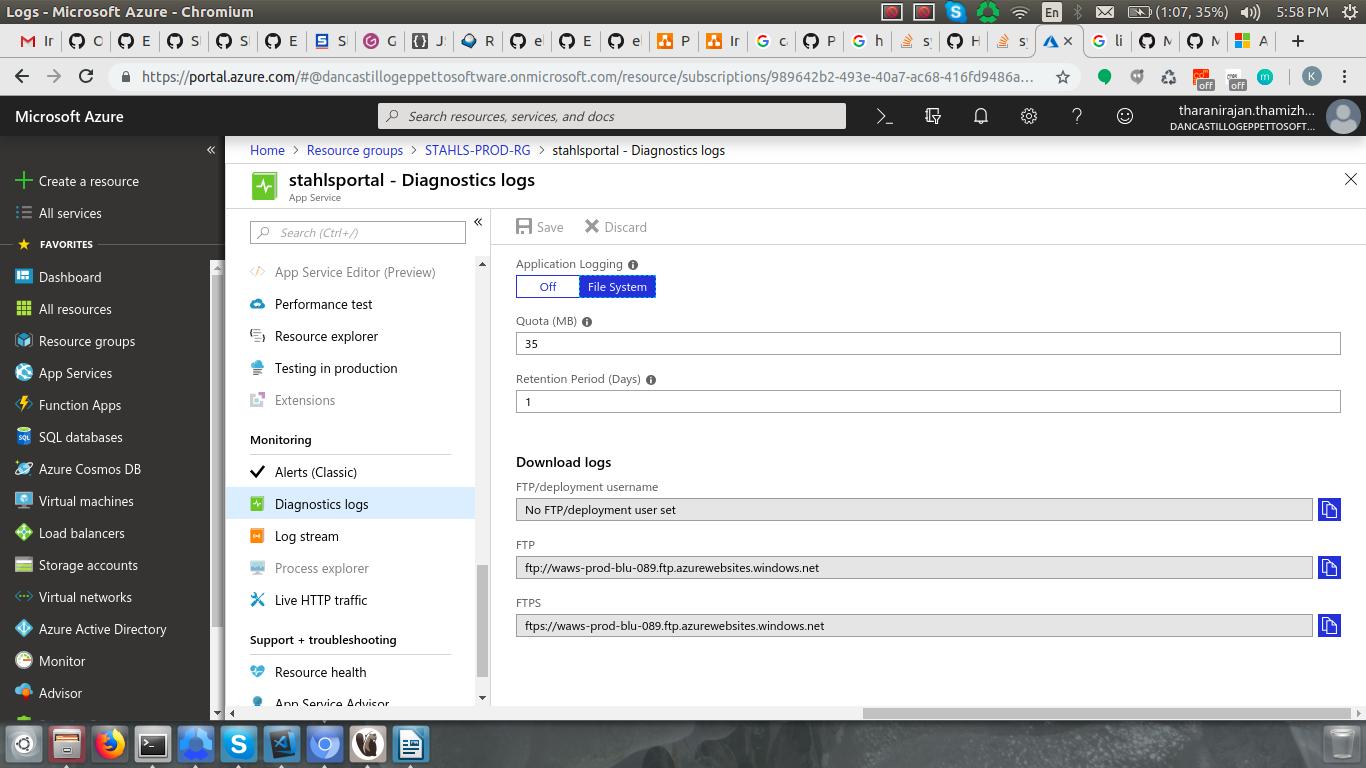 Logs - Microsoft Azure - Chromium
En
(1:07, 35%)
5:58 PM
https://portal.azure.com/#@dancastillogeppettosoftware.onmicrosoft.com/resource/subscriptions/989642b2-493e-40a7-ac68-416fd9486a…
off
off
K
Microsoft Azure
Search resources, services, and docs
tharanirajan.thamizh...
DANCASTILLOGEPPETTOSOFT...
Create a resource
All services
FAVORITES
Dashboard
All resources
Resource groups
App Services
Function Apps
SQL databases
Azure Cosmos DB
Virtual machines
Load balancers
Storage accounts
Virtual networks
Azure Active Directory
Monitor
Advisor
Home > Resource groups > STAHLS-PROD-RG > stahlsportal - Diagnostics logs
stahlsportal - Diagnostics logs
App Service
Search (Ctrl+/)
App Service Editor (Preview)
Performance test
Resource explorer
Testing in production
Extensions
Monitoring
Alerts (Classic)
Diagnostics logs
Log stream
Process explorer
Live HTTP traffic
Support + troubleshooting
Resource health
App Service Advisor
Save
Discard
Application Logging
Off
File System
Quota (MB)
35
Retention Period (Days)
1
Download logs
FTP/deployment username
No FTP/deployment user set
FTP
ftp://waws-prod-blu-089.ftp.azurewebsites.windows.net
FTPS
ftps://waws-prod-blu-089.ftp.azurewebsites.windows.net